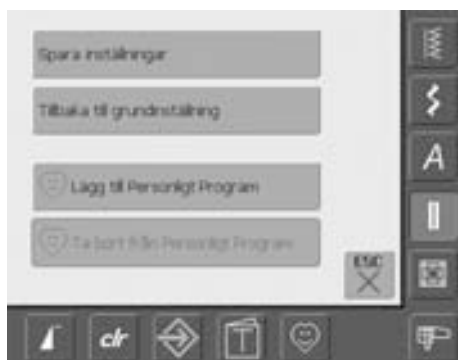 Spara inställningar
Tillbaka till grundinställning
Lägg till Personligt Program
Ta bort från Personligt Program
ESC
A
clr
T